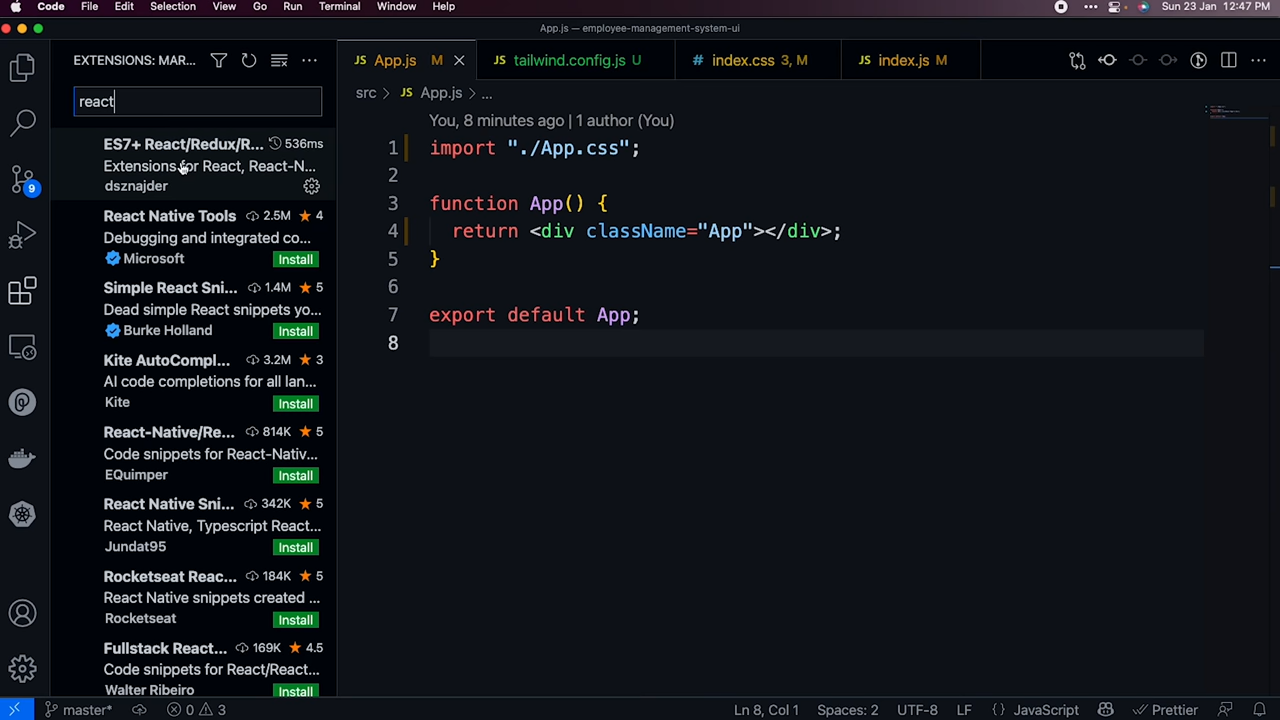 Code File Edit Selection View Go Run Terminal Window Help Sun 23 Jan 12:47 PM
App.js — employee-management-system-ui
EXTENSIONS: MAR...
react
ES7+ React/Redux/R... 536ms
Extensions for React, React-N...
dsznajder
React Native Tools 2.5M ★ 4
Debugging and integrated co...
Microsoft Install
Simple React Sni... 1.4M ★ 5
Dead simple React snippets yo...
Burke Holland Install
Kite AutoCompl... 3.2M ★ 3
AI code completions for all lan...
Kite Install
React-Native/Re... 814K ★ 5
Code snippets for React-Nativ...
EQuimper Install
React Native Sni... 342K ★ 5
React Native, Typescript React...
Jundat95 Install
Rocketseat Reac... 184K ★ 5
React Native snippets created ...
Rocketseat Install
Fullstack React... 169K ★ 4.5
Code snippets for React/React...
Walter Ribeiro Install
9
JS App.js M JS tailwind.config.js U # index.css 3, M JS index.js M
src > JS App.js > ...
You, 8 minutes ago | 1 author (You)
1 import "./App.css";
2
3 function App() {
4 return <div className="App"></div>;
5 }
6
7 export default App;
8
master* 0 3 Ln 8, Col 1 Spaces: 2 UTF-8 LF {} JavaScript Prettier